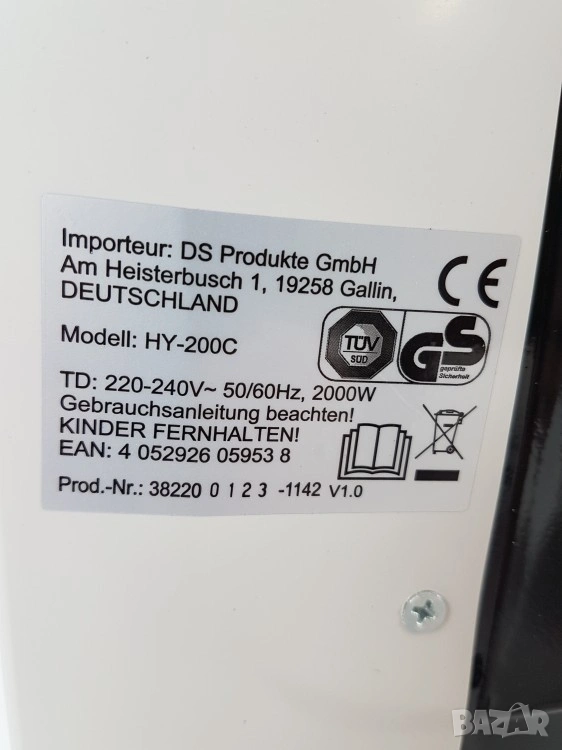 Importeur: DS Produkte GmbH
Am Heisterbusch 1, 19258 Gallin,
DEUTSCHLAND
CE
Modell: HY-200C
TÜV
SÜD
GS
geprüfte
Sicherheit
TD: 220-240V~ 50/60Hz, 2000W
Gebrauchsanleitung beachten!
KINDER FERNHALTEN!
EAN: 4 052926 05953 8
Prod.-Nr.: 38220 0 1 2 3 -1142 V1.0
BAZAR